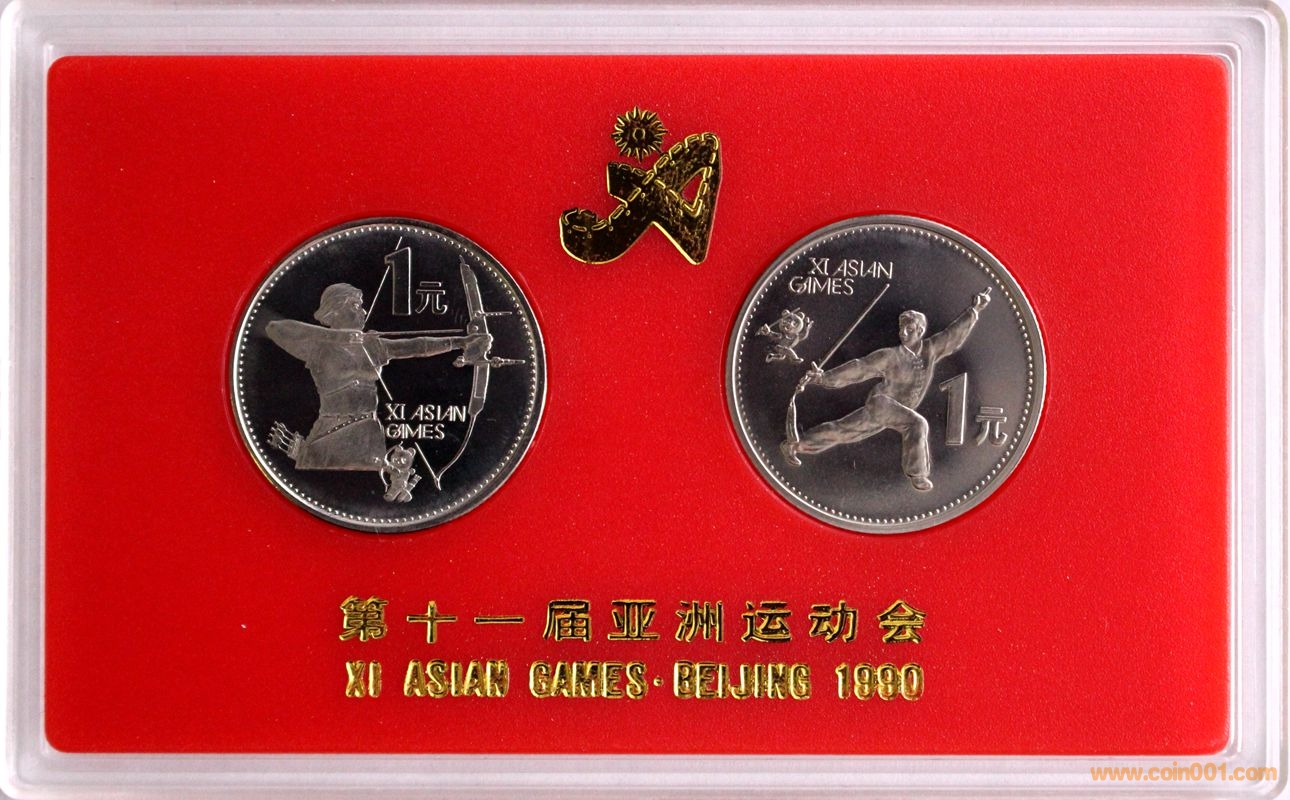 1元
XI ASIAN
GAMES
XI ASIAN
GAMES
1元
第十一届亚洲运动会
XI ASIAN GAMES·BEIJING 1990
www.coin001.com